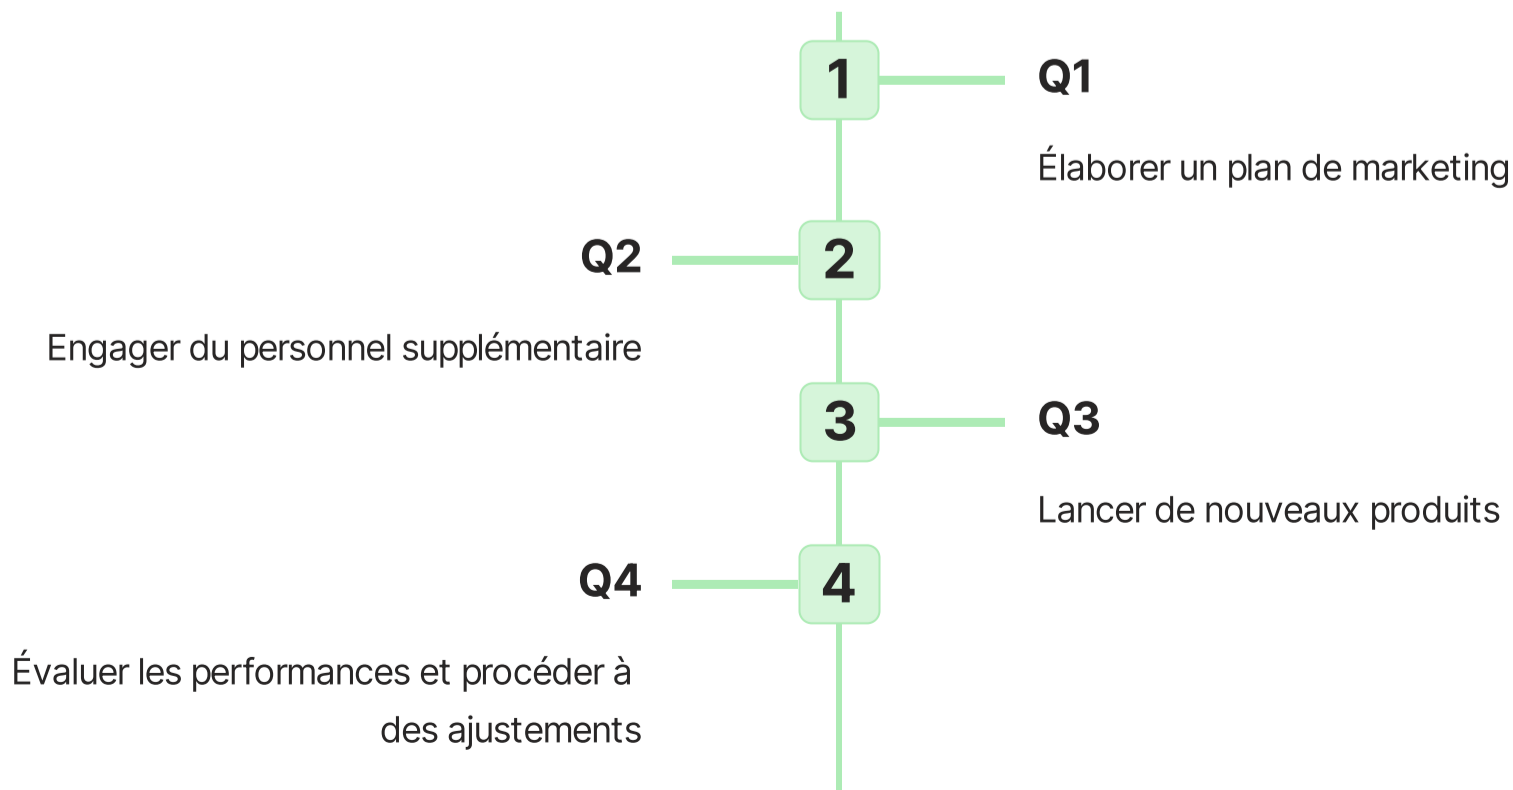 1
Q1
Élaborer un plan de marketing
2
Q2
Engager du personnel supplémentaire
3
Q3
Lancer de nouveaux produits
4
Q4
Évaluer les performances et procéder à
des ajustements